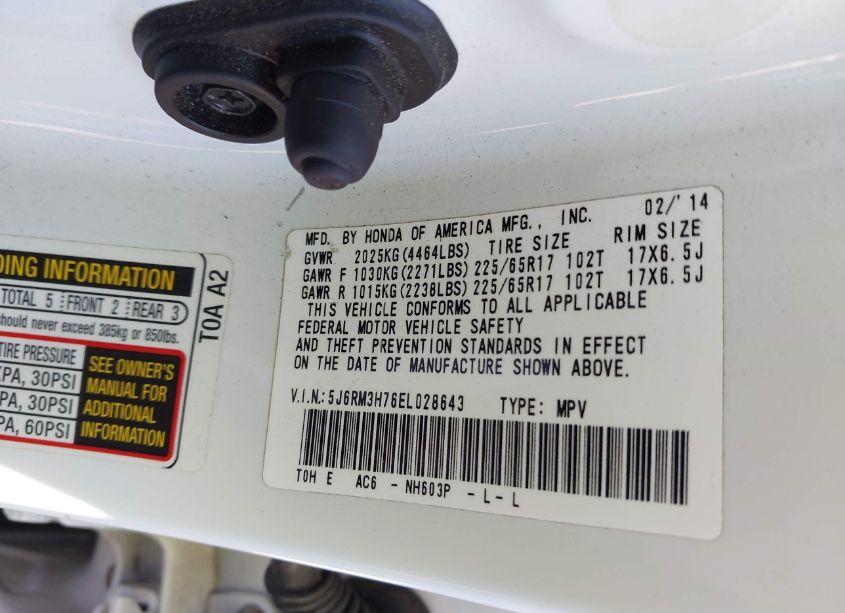 DING INFORMATION
TOTAL 5 FRONT 2 REAR 3
should never exceed 385kg or 850lbs.
TIRE PRESSURE
KPA, 30PSI
PA, 30PSI
PA, 60PSI
SEE OWNER'S
MANUAL FOR
ADDITIONAL
INFORMATION
T0A A2
02/'14
MFD. BY HONDA OF AMERICA MFG., INC.
GVWR 2025KG(4464LBS) TIRE SIZE RIM SIZE
GAWR F 1030KG(2271LBS) 225/65R17 102T 17X6.5J
GAWR R 1015KG(2238LBS) 225/65R17 102T 17X6.5J
THIS VEHICLE CONFORMS TO ALL APPLICABLE
FEDERAL MOTOR VEHICLE SAFETY
AND THEFT PREVENTION STANDARDS IN EFFECT
ON THE DATE OF MANUFACTURE SHOWN ABOVE.
V.I.N.: 5J6RM3H76EL028643 TYPE: MPV
T0H E AC6 - NH603P - L - L